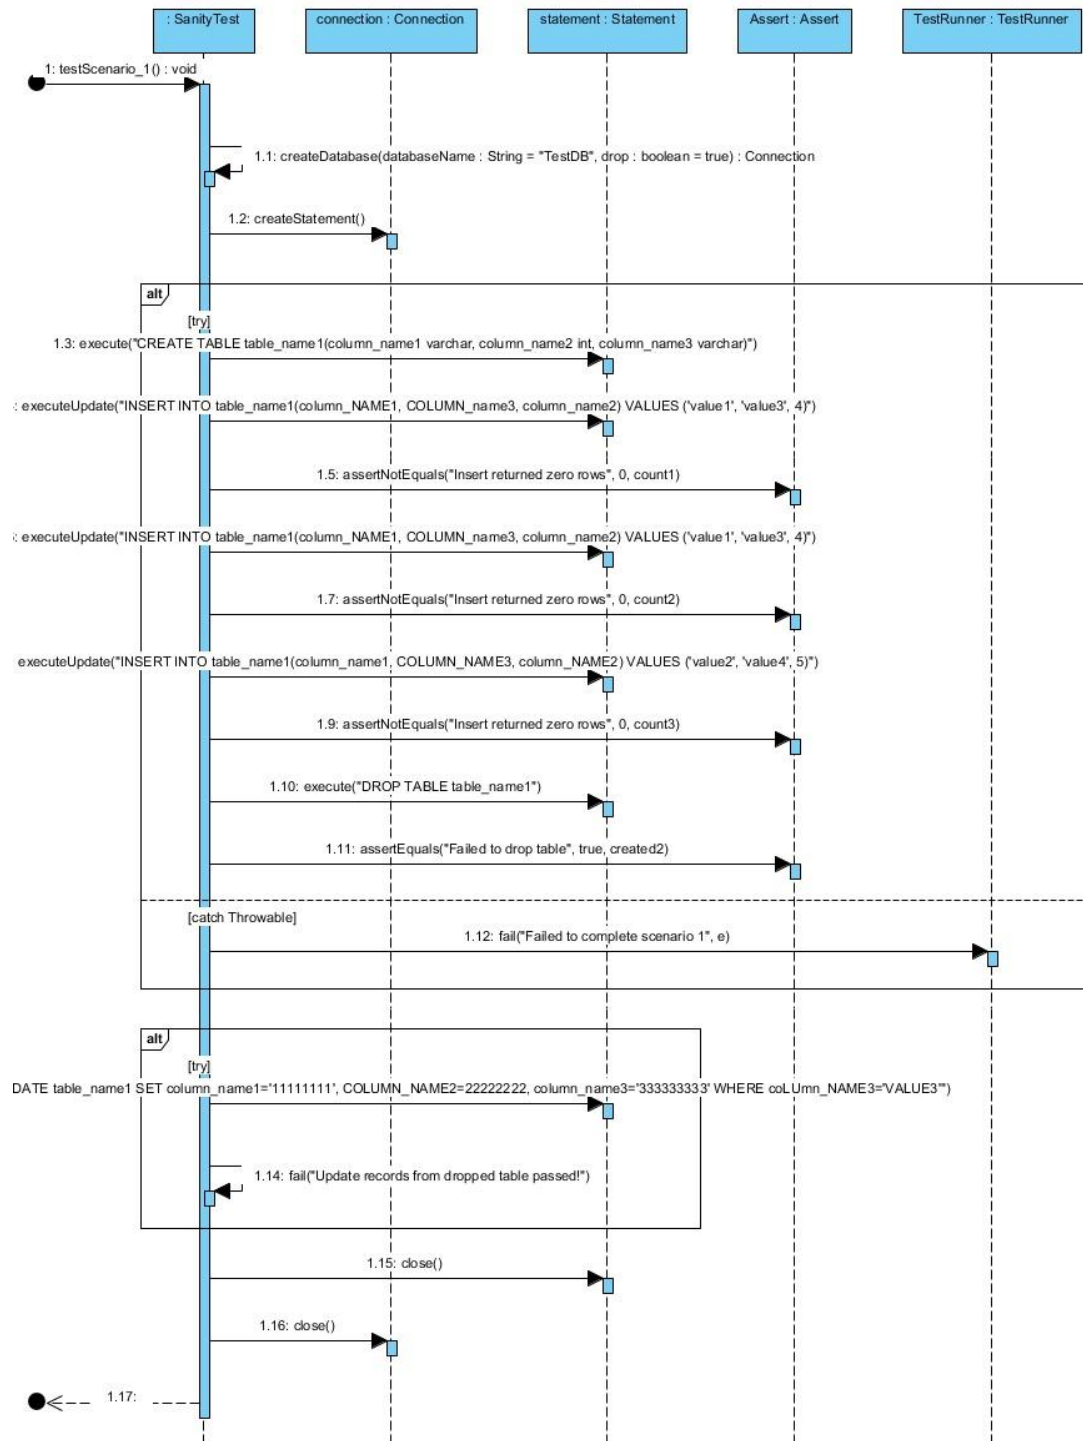 : SanityTest
connection : Connection
statement : Statement
Assert : Assert
TestRunner : TestRunner
1: testScenario_1() : void
1.1: createDatabase(databaseName : String = "TestDB", drop : boolean = true) : Connection
1.2: createStatement()
alt
[try]
1.3: execute("CREATE TABLE table_name1(column_name1 varchar, column_name2 int, column_name3 varchar)")
: executeUpdate("INSERT INTO table_name1(column_NAME1, COLUMN_name3, column_name2) VALUES ('value1', 'value3', 4)")
1.5: assertNotEquals("Insert returned zero rows", 0, count1)
: executeUpdate("INSERT INTO table_name1(column_NAME1, COLUMN_name3, column_name2) VALUES ('value1', 'value3', 4)")
1.7: assertNotEquals("Insert returned zero rows", 0, count2)
executeUpdate("INSERT INTO table_name1(column_name1, COLUMN_NAME3, column_NAME2) VALUES ('value2', 'value4', 5)")
1.9: assertNotEquals("Insert returned zero rows", 0, count3)
1.10: execute("DROP TABLE table_name1")
1.11: assertEquals("Failed to drop table", true, created2)
[catch Throwable]
1.12: fail("Failed to complete scenario 1", e)
alt
[try]
DATE table_name1 SET column_name1='11111111', COLUMN_NAME2=22222222, column_name3='333333333' WHERE coLUmn_NAME3='VALUE3'")
1.14: fail("Update records from dropped table passed!")
1.15: close()
1.16: close()
1.17: